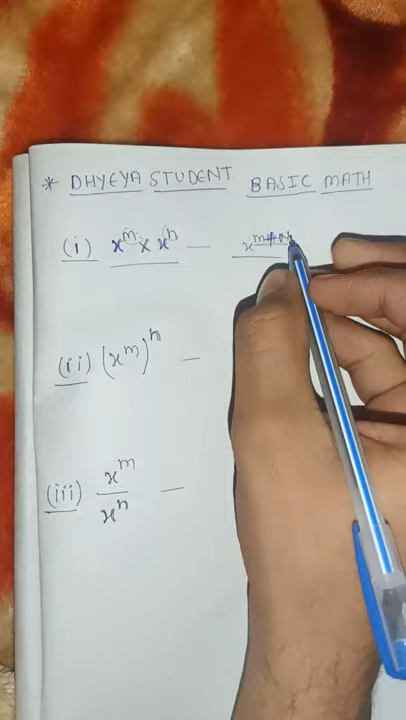 * DHYEYA STUDENT BASIC MATH
(i) x^m × x^n — x^m+n
(ii) (x^m)^n —
(iii) x^m / x^n —